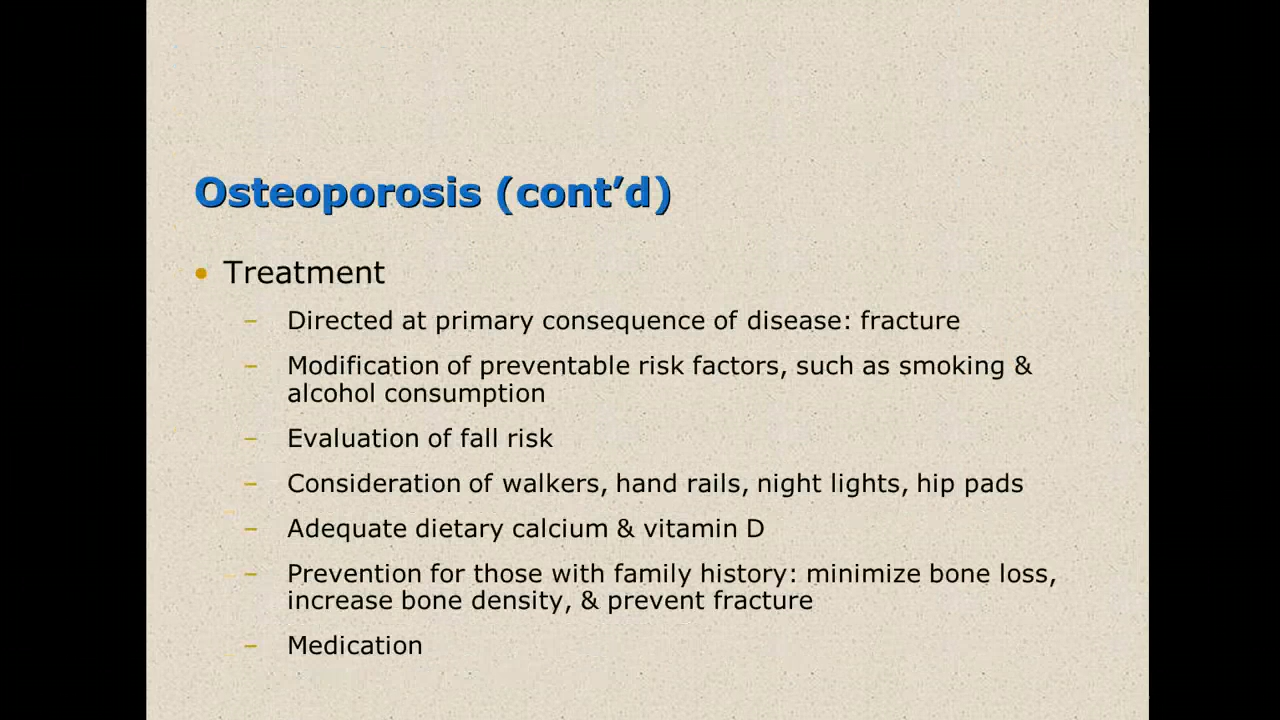 Osteoporosis (cont’d)
• Treatment
– Directed at primary consequence of disease: fracture
– Modification of preventable risk factors, such as smoking &
alcohol consumption
– Evaluation of fall risk
– Consideration of walkers, hand rails, night lights, hip pads
– Adequate dietary calcium & vitamin D
– Prevention for those with family history: minimize bone loss,
increase bone density, & prevent fracture
– Medication